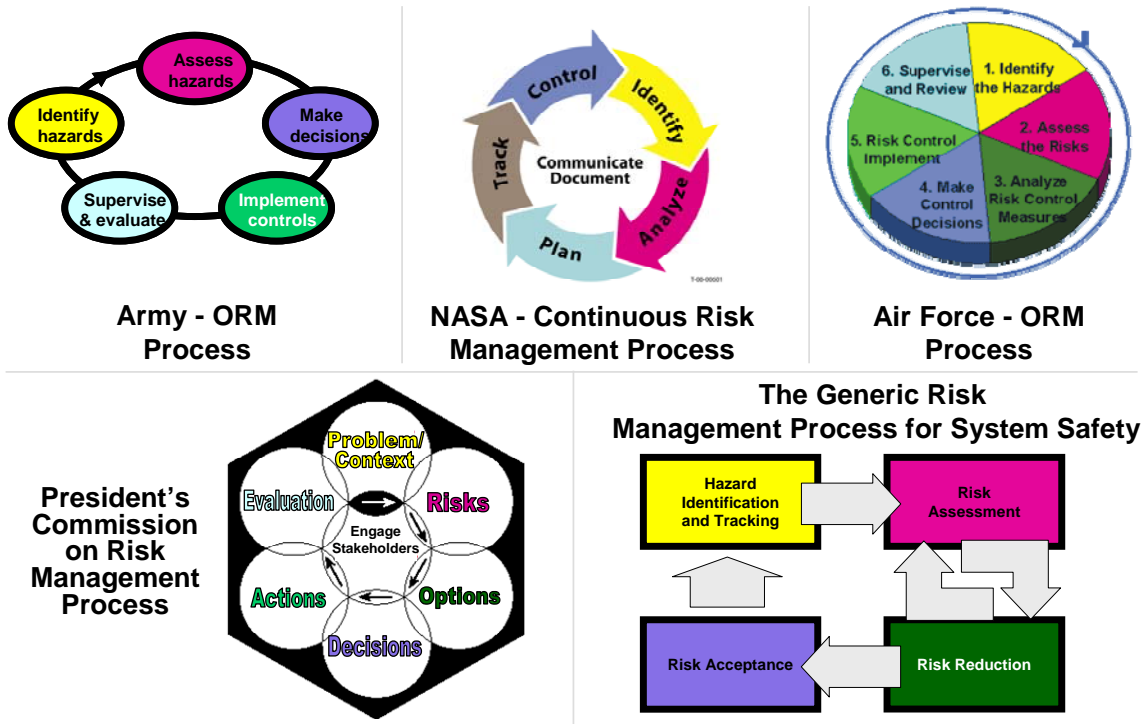 Assess
hazards
Identify
hazards
Make
decisions
Supervise
& evaluate
Implement
controls
Army - ORM
Process
Control
Identify
Analyze
Plan
Track
Communicate
Document
T-06-00001
NASA - Continuous Risk
Management Process
1. Identify
the Hazards
2. Assess
the Risks
3. Analyze
Risk Control
Measures
4. Make
Control
Decisions
5. Risk Control
Implement
6. Supervise
and Review
Air Force - ORM
Process
President’s
Commission
on Risk
Management
Process
Problem/
Context
Risks
Options
Decisions
Actions
Evaluation
Engage
Stakeholders
The Generic Risk
Management Process for System Safety
Hazard
Identification
and Tracking
Risk
Assessment
Risk Acceptance
Risk Reduction